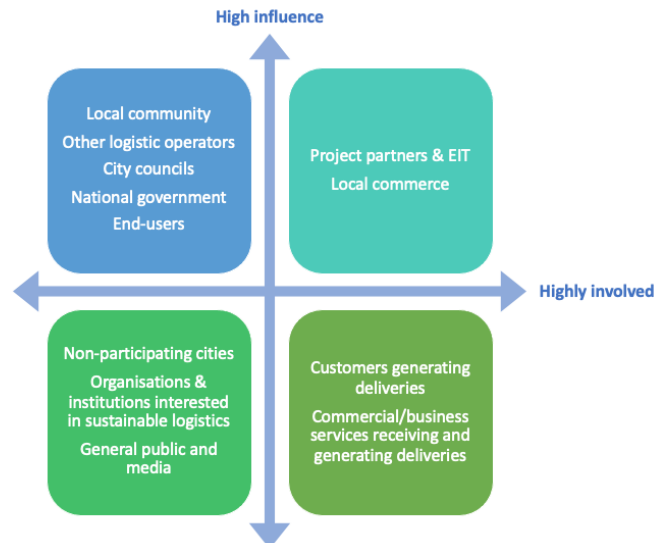 High influence
Local community
Other logistic operators
City councils
National government
End-users
Project partners & EIT
Local commerce
Highly involved
Non-participating cities
Organisations &
institutions interested
in sustainable logistics
General public and
media
Customers generating
deliveries
Commercial/business
services receiving and
generating deliveries